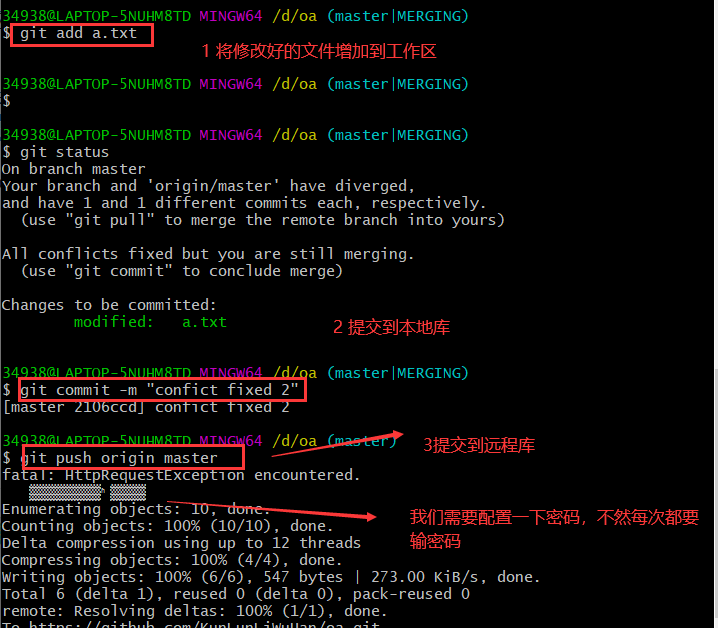 34938@LAPTOP-5NUHM8TD MINGW64 /d/oa (master|MERGING)
$ git add a.txt
1 将修改好的文件增加到工作区
34938@LAPTOP-5NUHM8TD MINGW64 /d/oa (master|MERGING)
$
34938@LAPTOP-5NUHM8TD MINGW64 /d/oa (master|MERGING)
$ git status
On branch master
Your branch and 'origin/master' have diverged,
and have 1 and 1 different commits each, respectively.
(use "git pull" to merge the remote branch into yours)
All conflicts fixed but you are still merging.
(use "git commit" to conclude merge)
Changes to be committed:
modified: a.txt
2 提交到本地库
34938@LAPTOP-5NUHM8TD MINGW64 /d/oa (master|MERGING)
$ git commit -m "confict fixed 2"
[master 2106ccd] confict fixed 2
34938@LAPTOP-5NUHM8TD MINGW64 /d/oa (master)
3提交到远程库
$ git push origin master
fatal: HttpRequestException encountered.
Enumerating objects: 10, done.
我们需要配置一下密码，不然每次都要
输密码
Counting objects: 100% (10/10), done.
Delta compression using up to 12 threads
Compressing objects: 100% (4/4), done.
Writing objects: 100% (6/6), 547 bytes | 273.00 KiB/s, done.
Total 6 (delta 1), reused 0 (delta 0), pack-reused 0
remote: Resolving deltas: 100% (1/1), done.
To https://github.com/KunLunLiWuHan/oa.git